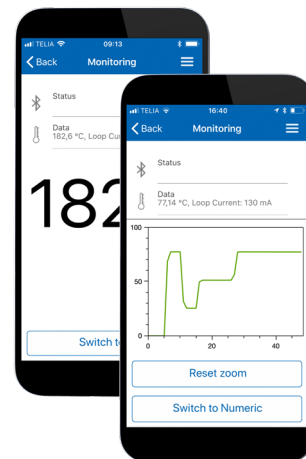 TELIA 09:13
Back Monitoring
Status
Data
182,6 °C, Loop Cur
182
Switch to
TELIA 16:40
Back Monitoring
Status
Data
77,14 °C, Loop Current: 130 mA
100
50
0
0 20 40
Reset zoom
Switch to Numeric